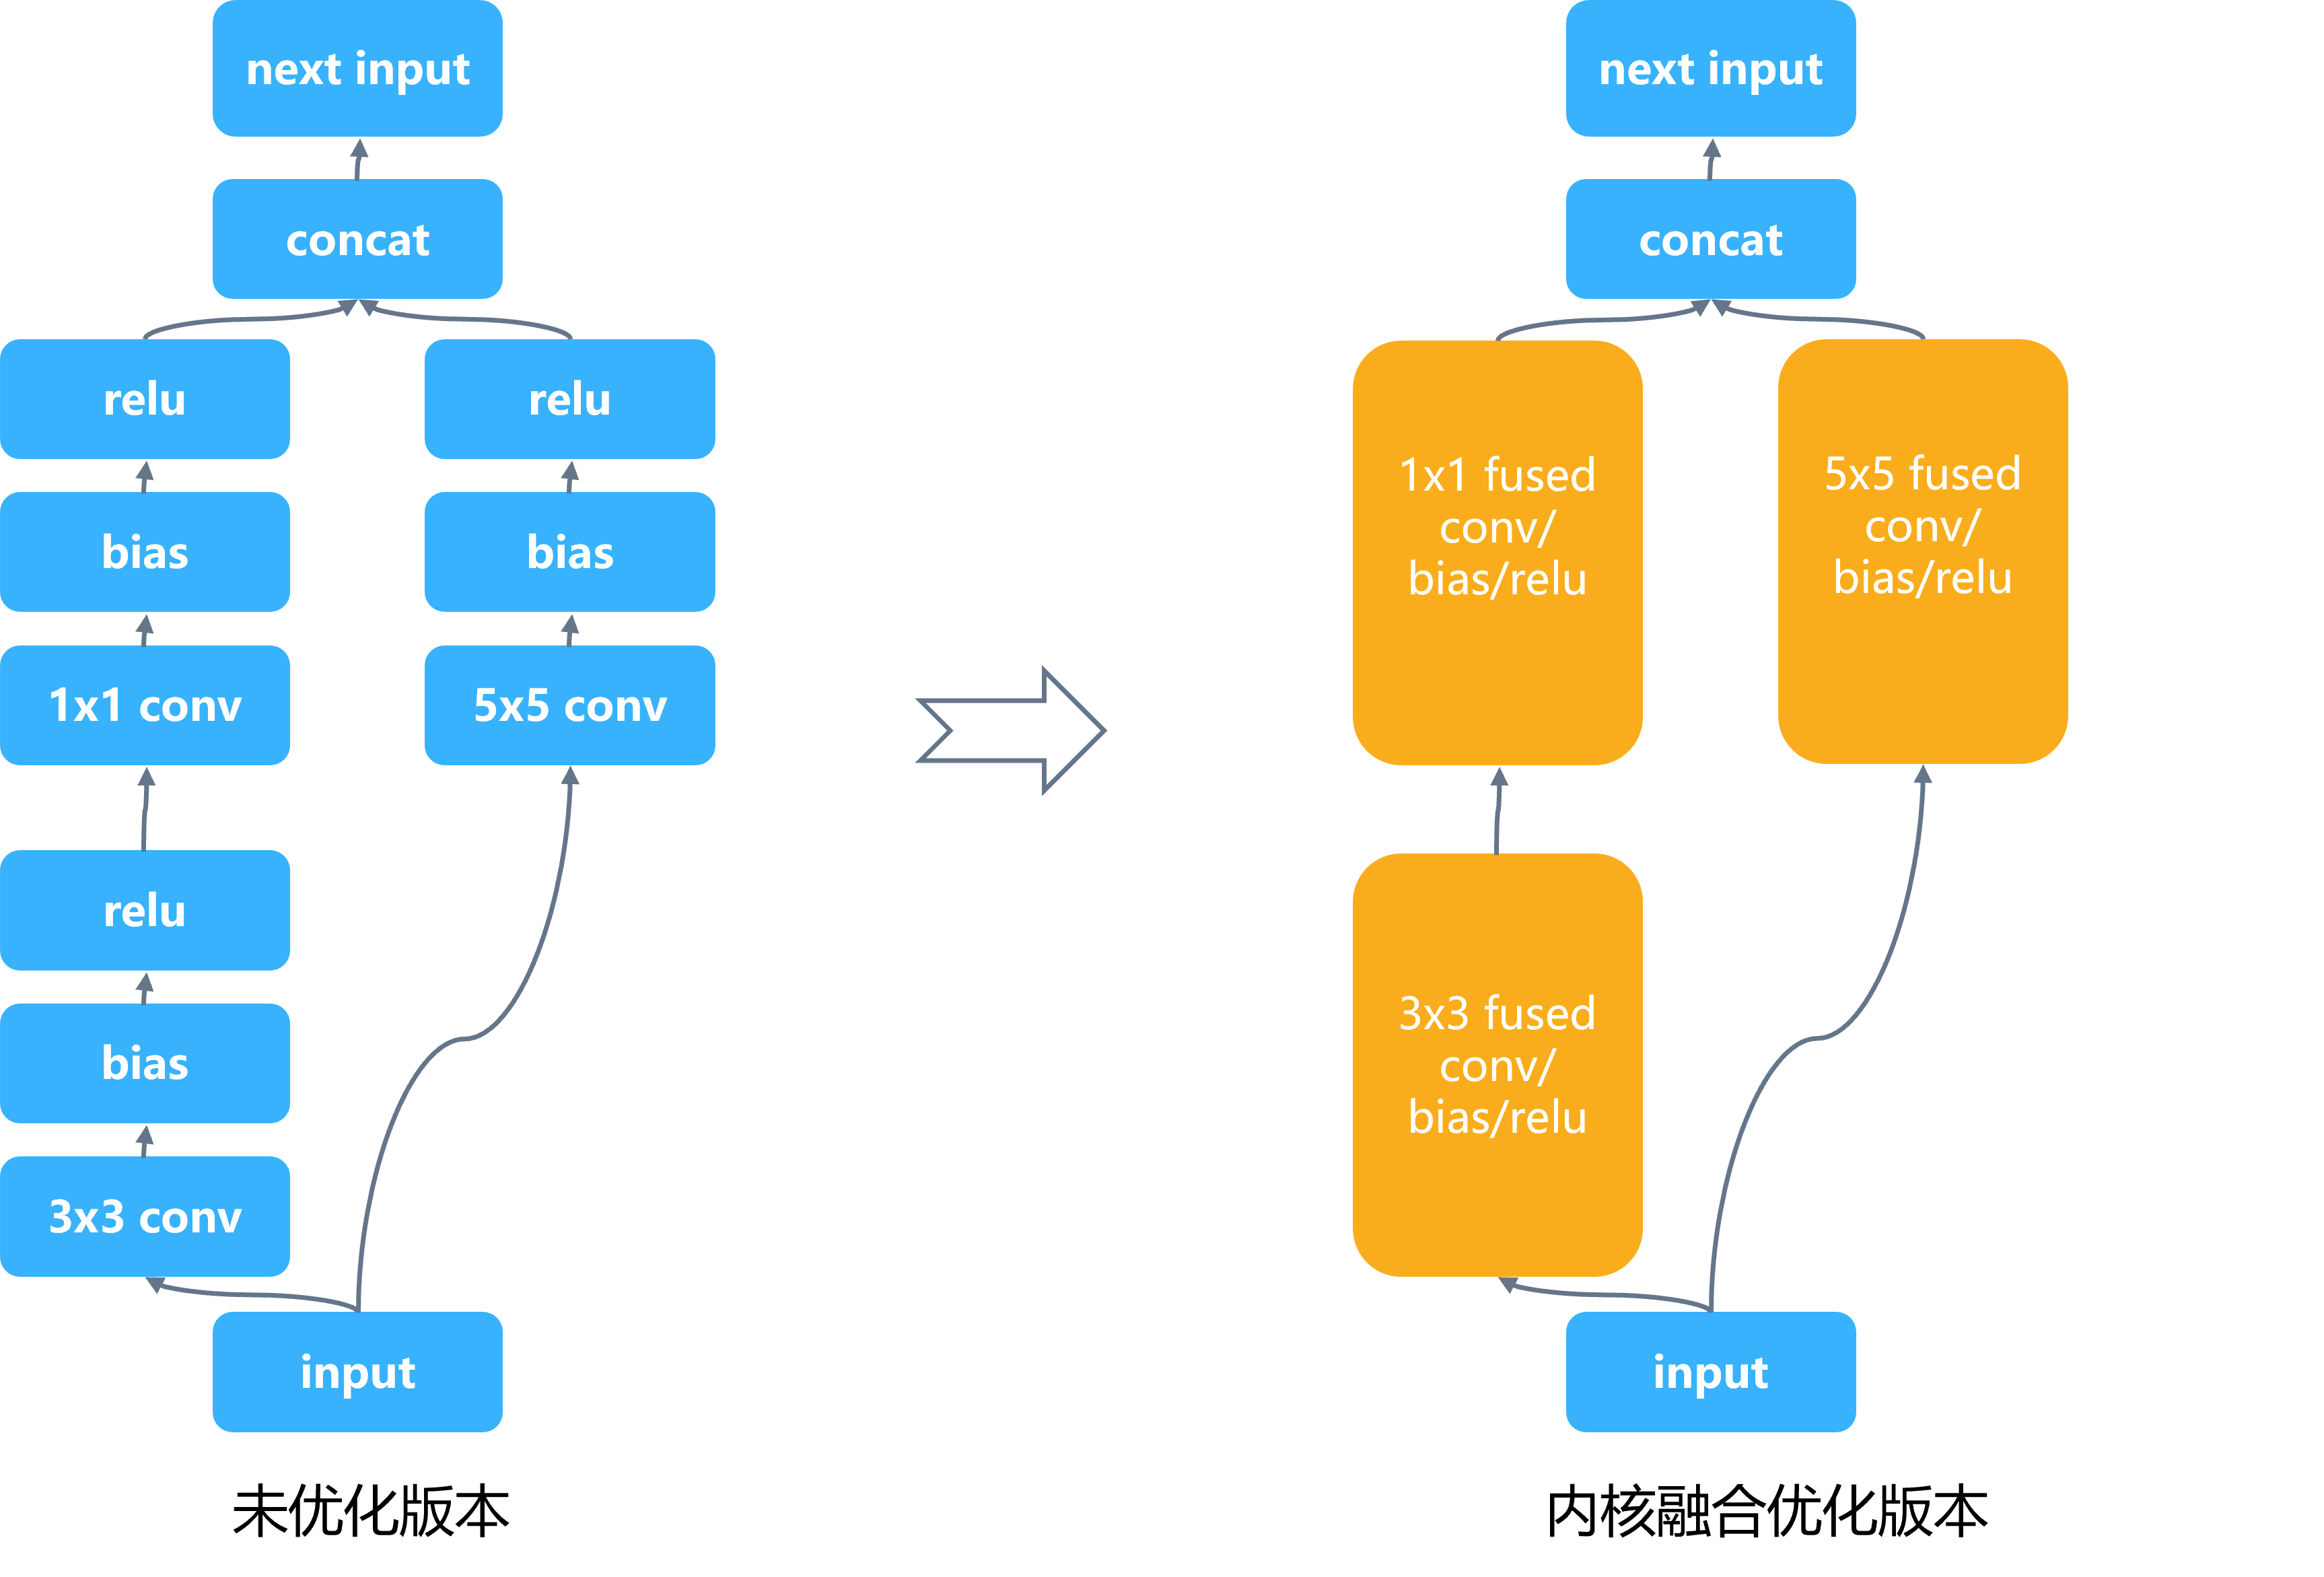 next input
concat
relu
relu
bias
bias
1x1 conv
5x5 conv
relu
bias
3x3 conv
input
未优化版本
next input
concat
1x1 fused
conv/
bias/relu
5x5 fused
conv/
bias/relu
3x3 fused
conv/
bias/relu
input
内核融合优化版本